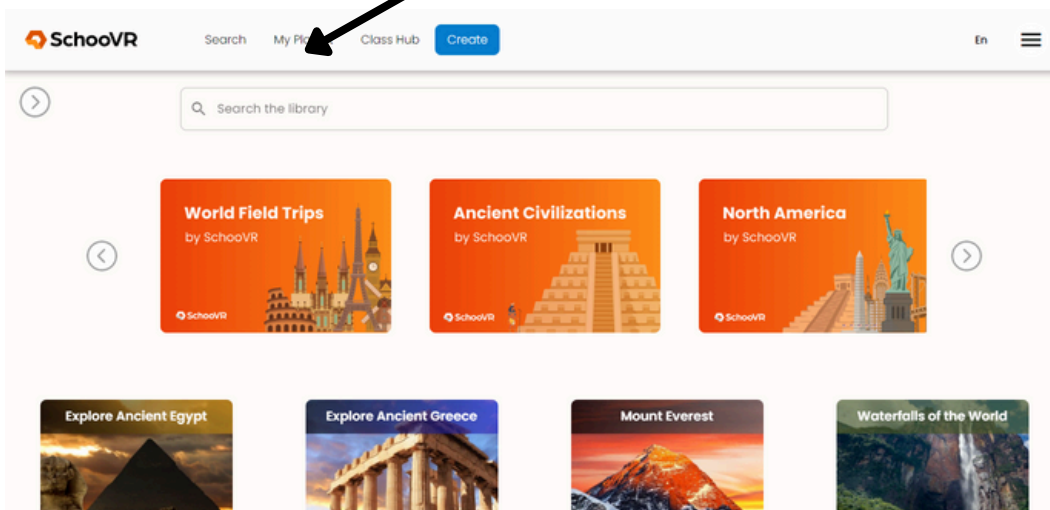 SchooVR
Search
My
Class Hub
Create
En
Search the library
World Field Trips
by SchooVR
SchooVR
Ancient Civilizations
by SchooVR
SchooVR
North America
by SchooVR
SchooVR
Explore Ancient Egypt
Explore Ancient Greece
Mount Everest
Waterfalls of the World